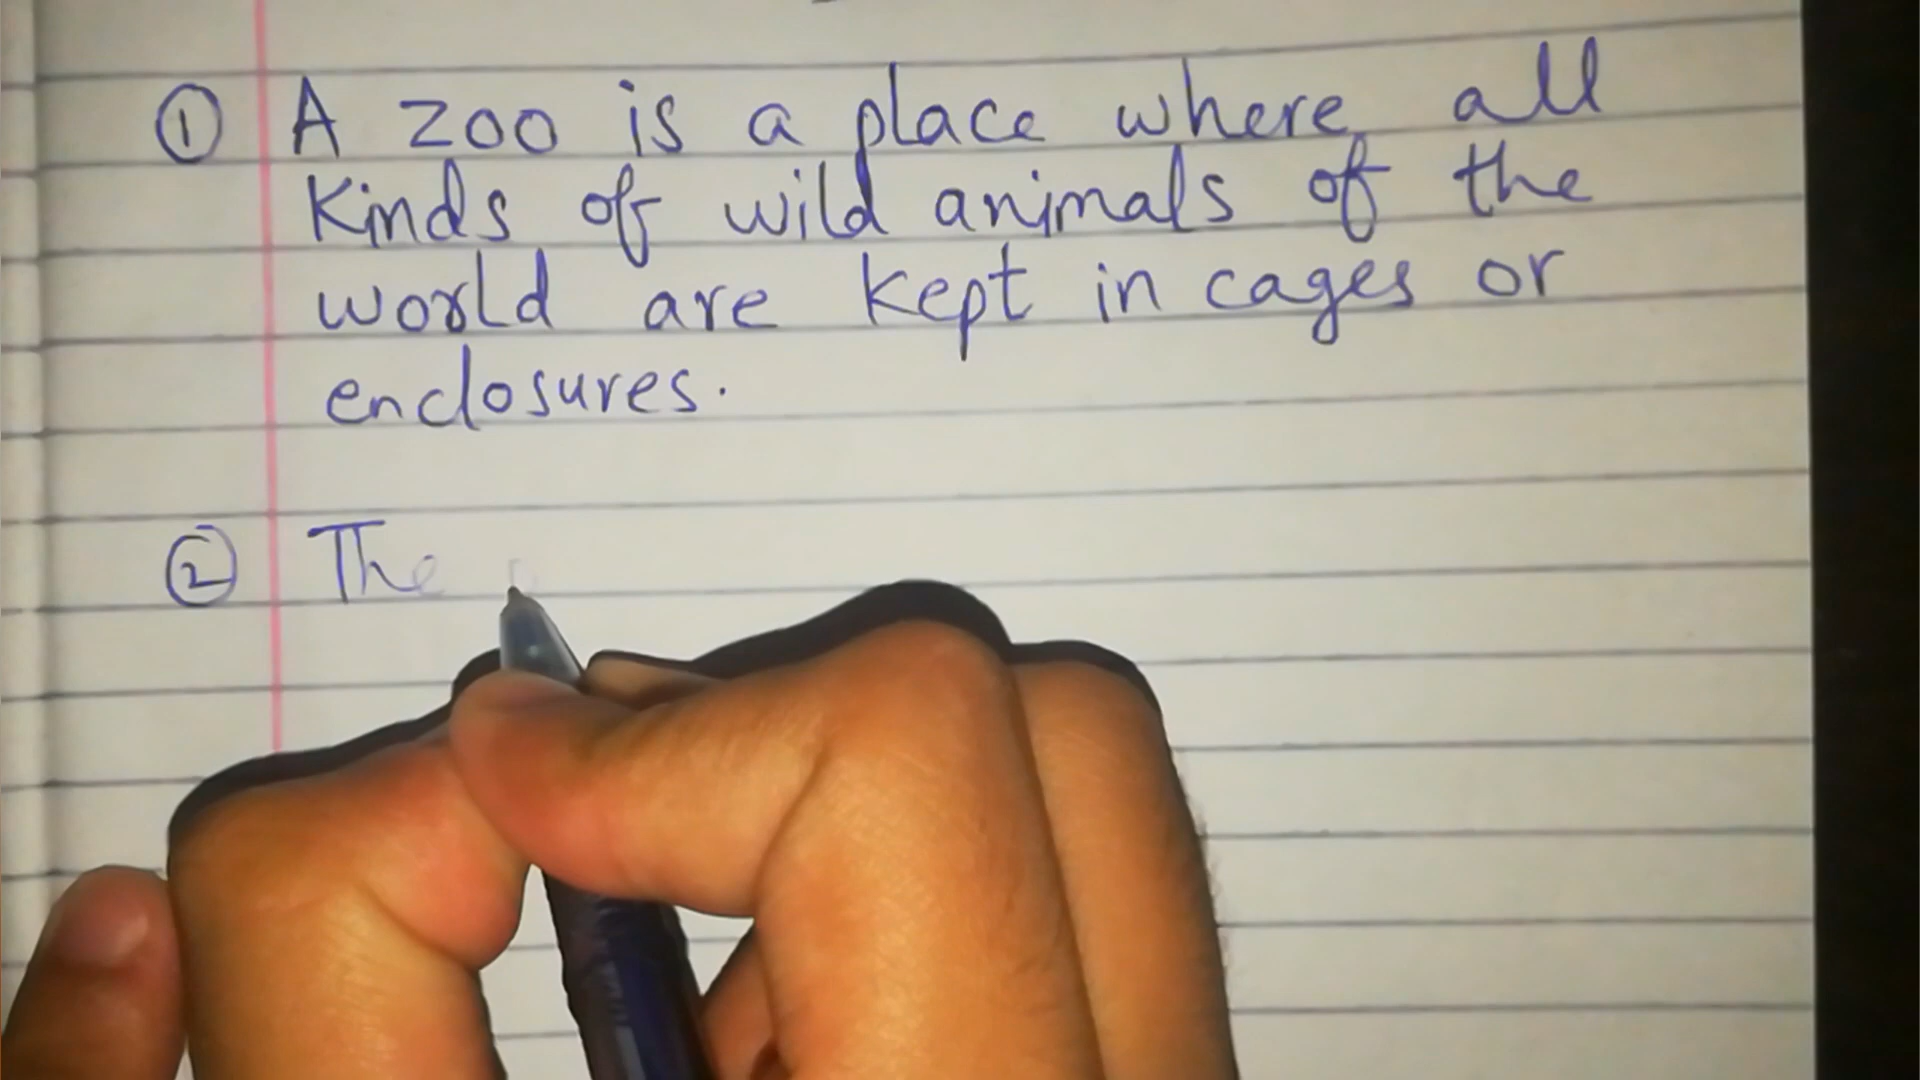 ① A zoo is a place where all
kinds of wild animals of the
world are kept in cages or
enclosures.
② The